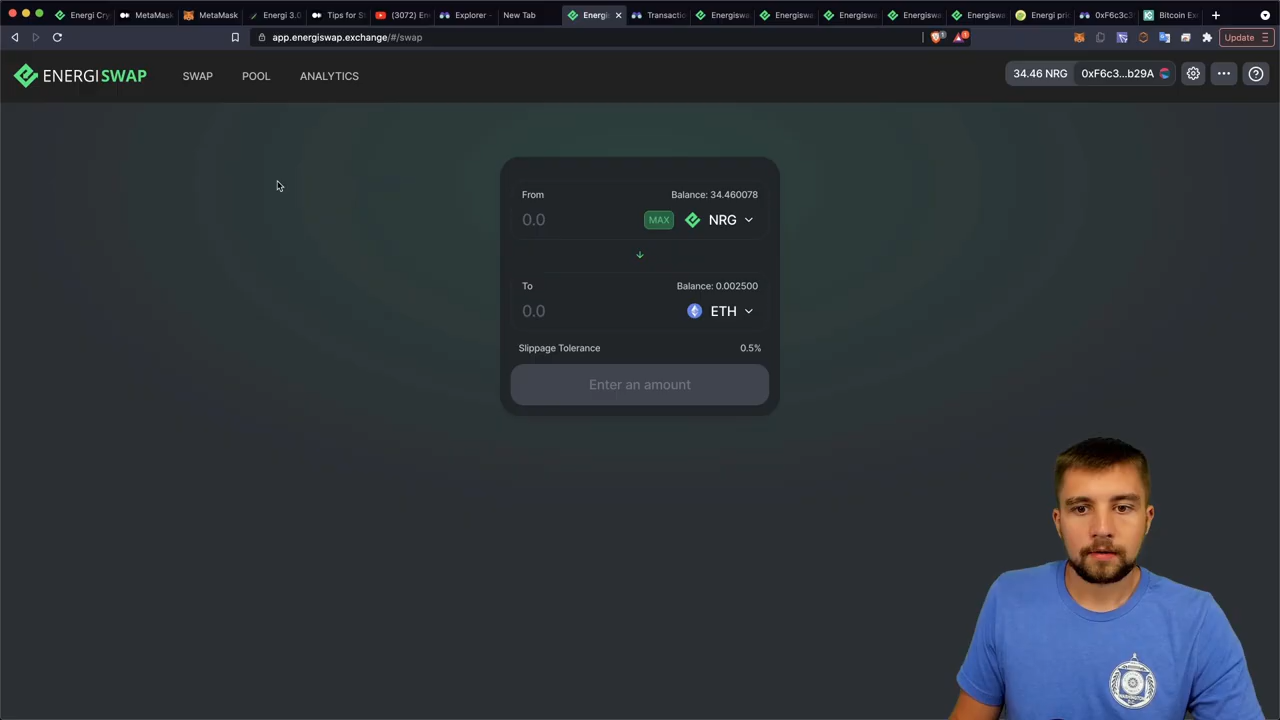 Energi Cry
MetaMask
MetaMask
Energi 3.0
Tips for S
(3072) En
Explorer -
New Tab
Energi
Transactio
Energiswa
Energiswa
Energiswa
Energiswa
Energiswa
Energi pric
0xF6c3c
Bitcoin Ex
app.energiswap.exchange/#/swap
Update
ENERGISWAP
SWAP
POOL
ANALYTICS
34.46 NRG
0xF6c3...b29A
From
Balance: 34.460078
0.0
MAX
NRG
To
Balance: 0.002500
0.0
ETH
Slippage Tolerance
0.5%
Enter an amount